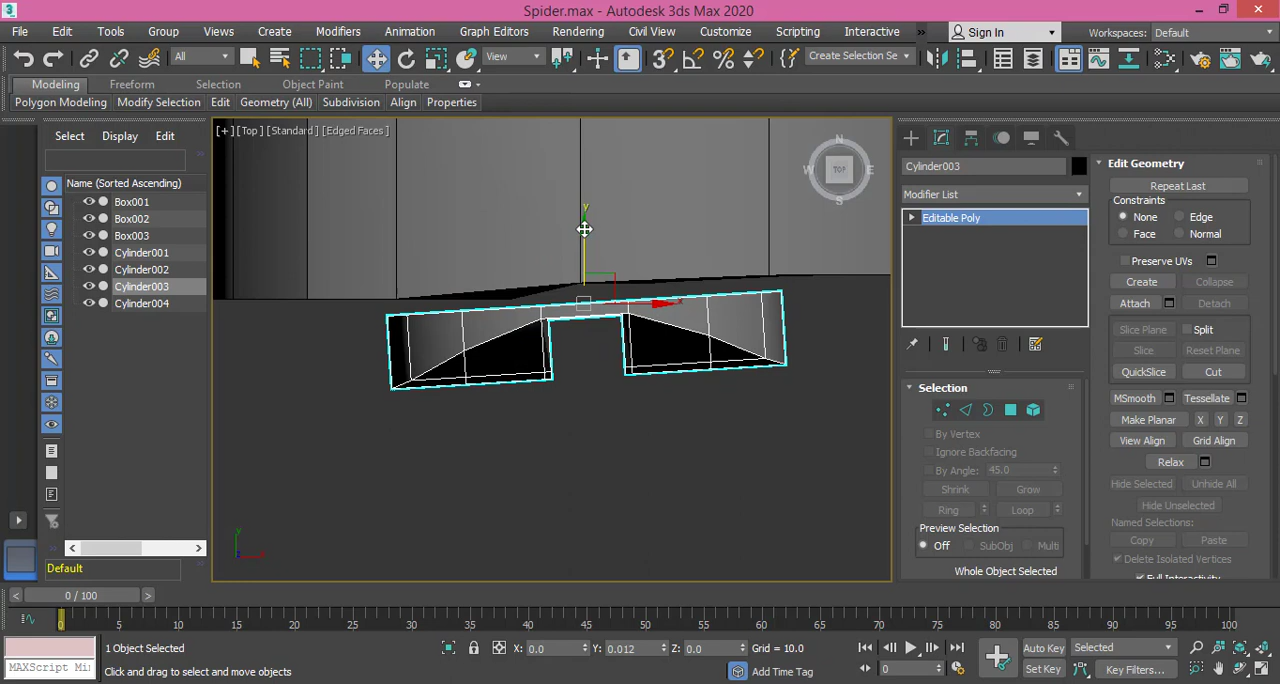 Spider.max - Autodesk 3ds Max 2020
File Edit Tools Group Views Create Modifiers Animation Graph Editors Rendering Civil View Customize Scripting Interactive Sign In Workspaces: Default
All View Create Selection Se
Modeling Freeform Selection Object Paint Populate
Polygon Modeling Modify Selection Edit Geometry (All) Subdivision Align Properties
Select Display Edit
Name (Sorted Ascending)
Box001
Box002
Box003
Cylinder001
Cylinder002
Cylinder003
Cylinder004
Default
[+] [Top] [Standard] [Edged Faces]
N
W TOP E
S
y
x
y
Cylinder003
Modifier List
Editable Poly
Selection
By Vertex
Ignore Backfacing
By Angle: 45.0
Shrink Grow
Ring Loop
Preview Selection
Off SubObj Multi
Whole Object Selected
Edit Geometry
Repeat Last
Constraints
None Edge
Face Normal
Preserve UVs
Create Collapse
Attach Detach
Slice Plane Split
Slice Reset Plane
QuickSlice Cut
MSmooth Tessellate
Make Planar X Y Z
View Align Grid Align
Relax
Hide Selected Unhide All
Hide Unselected
Named Selections:
Copy Paste
Delete Isolated Vertices
Full Interactivity
< 0 / 100 >
0 5 10 15 20 25 30 35 40 45 50 55 60 65 70 75 80 85 90 95 100
MAXScript Mi
1 Object Selected
Click and drag to select and move objects
X: 0.0 Y: 0.012 Z: 0.0 Grid = 10.0
Add Time Tag
0
Auto Key Selected
Set Key Key Filters...